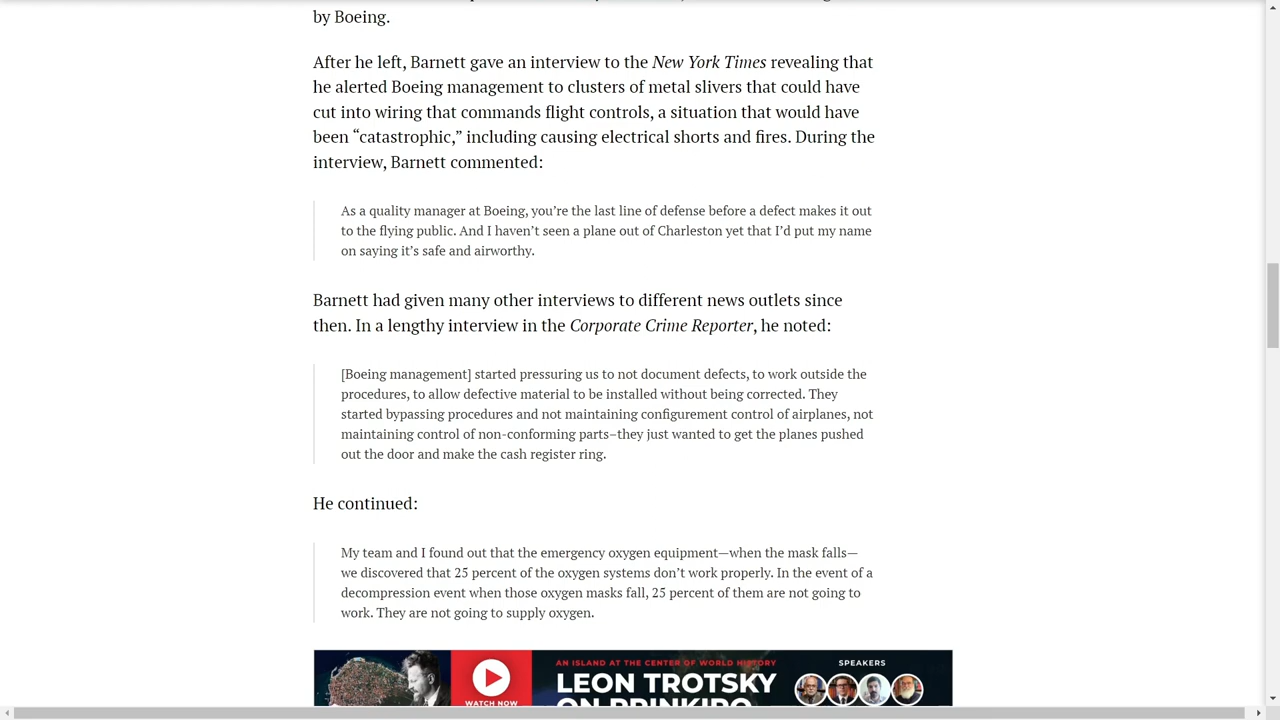 by Boeing.
After he left, Barnett gave an interview to the New York Times revealing that
he alerted Boeing management to clusters of metal slivers that could have
cut into wiring that commands flight controls, a situation that would have
been “catastrophic,” including causing electrical shorts and fires. During the
interview, Barnett commented:
As a quality manager at Boeing, you’re the last line of defense before a defect makes it out
to the flying public. And I haven’t seen a plane out of Charleston yet that I’d put my name
on saying it’s safe and airworthy.
Barnett had given many other interviews to different news outlets since
then. In a lengthy interview in the Corporate Crime Reporter, he noted:
[Boeing management] started pressuring us to not document defects, to work outside the
procedures, to allow defective material to be installed without being corrected. They
started bypassing procedures and not maintaining configurement control of airplanes, not
maintaining control of non-conforming parts–they just wanted to get the planes pushed
out the door and make the cash register ring.
He continued:
My team and I found out that the emergency oxygen equipment—when the mask falls—
we discovered that 25 percent of the oxygen systems don’t work properly. In the event of a
decompression event when those oxygen masks fall, 25 percent of them are not going to
work. They are not going to supply oxygen.
AN ISLAND AT THE CENTER OF WORLD HISTORY
LEON TROTSKY
ON PRINKIPO
WATCH NOW
SPEAKERS